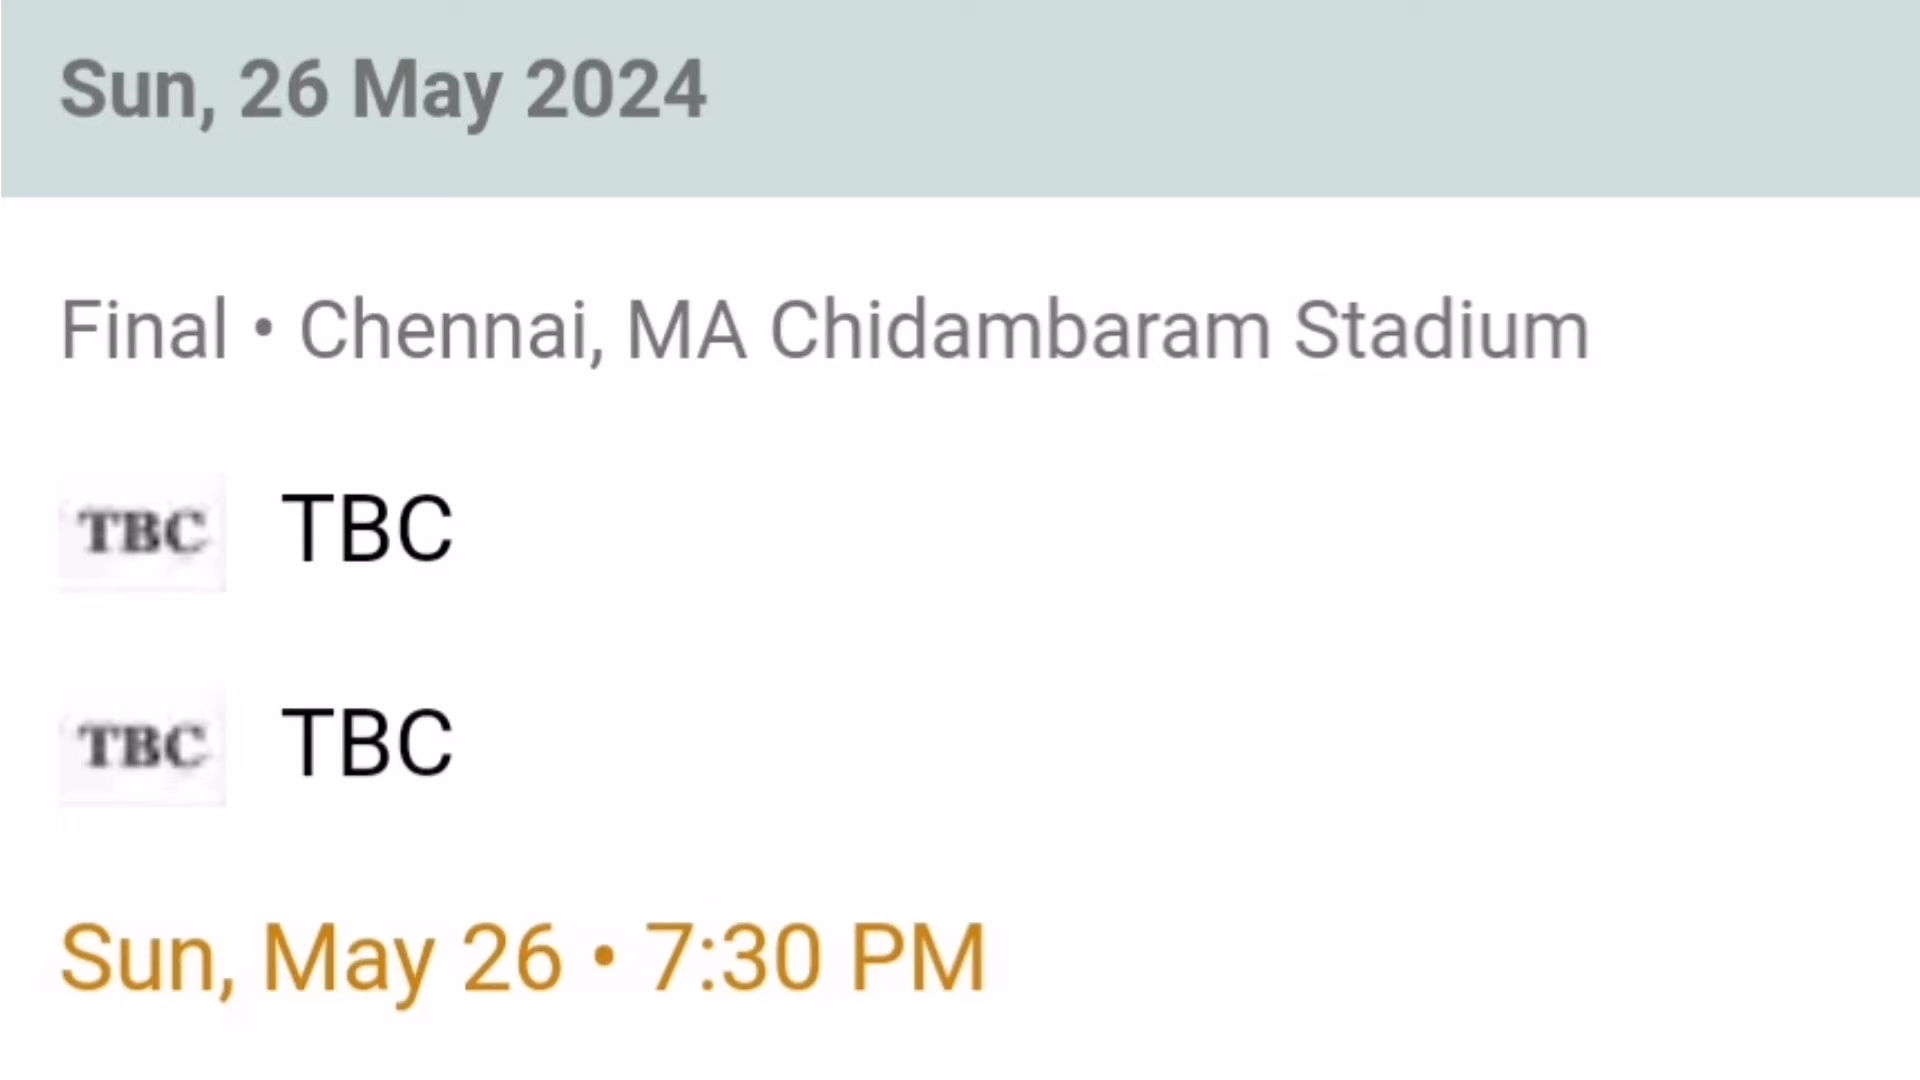 Sun, 26 May 2024
Final • Chennai, MA Chidambaram Stadium
TBC TBC
TBC TBC
Sun, May 26 • 7:30 PM